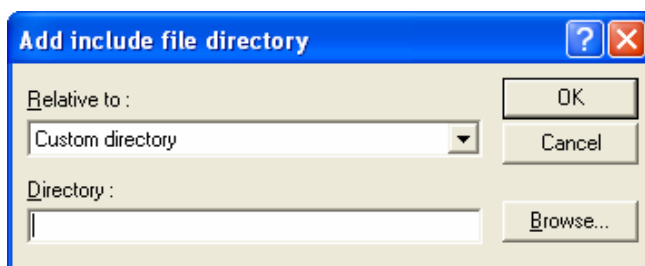 Add include file directory
Relative to :
OK
Custom directory
Cancel
Directory :
Browse...